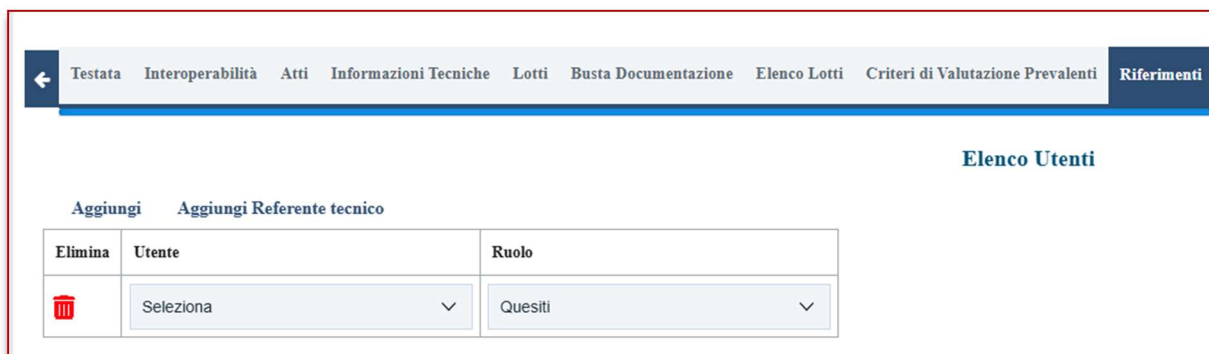 Testata Interoperabilità Atti Informazioni Tecniche Lotti Busta Documentazione Elenco Lotti Criteri di Valutazione Prevalenti Riferimenti
Elenco Utenti
Aggiungi Aggiungi Referente tecnico
Elimina Utente Ruolo
Seleziona Quesiti